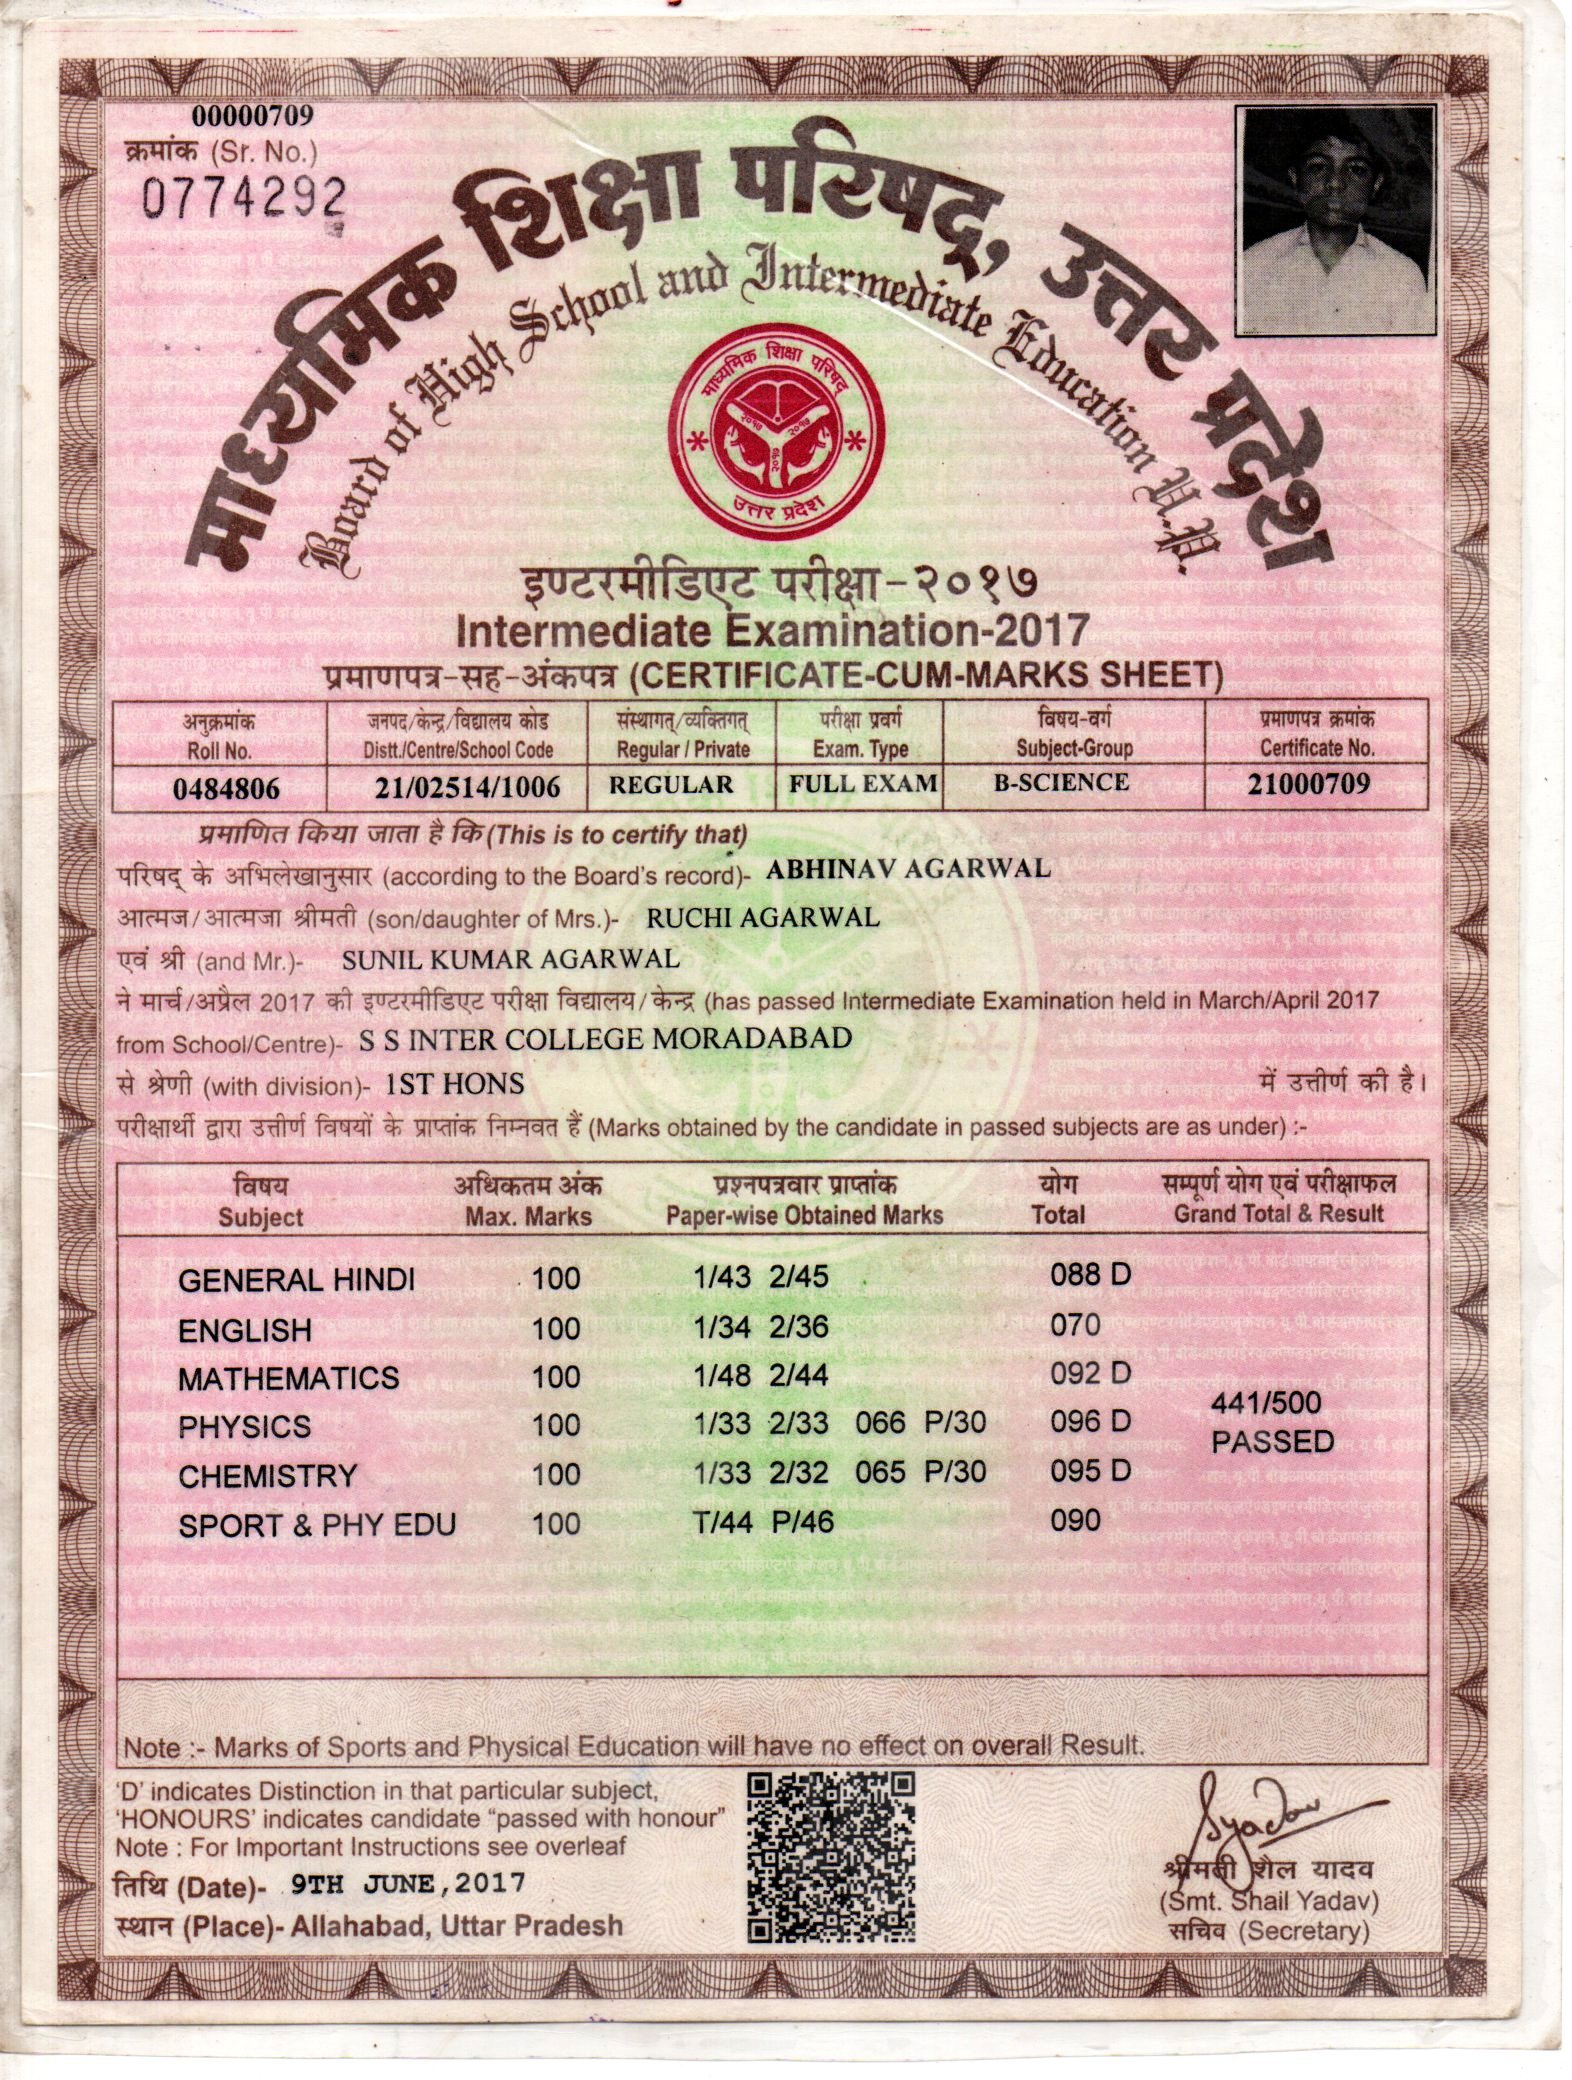 00000709
क्रमांक (Sr. No.)
0774292
माध्यमिक शिक्षा परिषद्, उत्तर प्रदेश
Board of High School and Intermediate Education U.P.
माध्यमिक शिक्षा परिषद्
२०१७ २०१७
२०१७
उत्तर प्रदेश
इण्टरमीडिएट परीक्षा-२०१७
Intermediate Examination-2017
प्रमाणपत्र-सह-अंकपत्र (CERTIFICATE-CUM-MARKS SHEET)
अनुक्रमांक जनपद/केन्द्र/विद्यालय कोड संस्थागत्/व्यक्तिगत् परीक्षा प्रवर्ग विषय-वर्ग प्रमाणपत्र क्रमांक
Roll No. Distt./Centre/School Code Regular / Private Exam. Type Subject-Group Certificate No.
0484806 21/02514/1006 REGULAR FULL EXAM B-SCIENCE 21000709
प्रमाणित किया जाता है कि (This is to certify that)
परिषद् के अभिलेखानुसार (according to the Board's record)- ABHINAV AGARWAL
आत्मज/आत्मजा श्रीमती (son/daughter of Mrs.)- RUCHI AGARWAL
एवं श्री (and Mr.)- SUNIL KUMAR AGARWAL
ने मार्च/अप्रैल 2017 की इण्टरमीडिएट परीक्षा विद्यालय/केन्द्र (has passed Intermediate Examination held in March/April 2017
from School/Centre)- S S INTER COLLEGE MORADABAD
से श्रेणी (with division)- 1ST HONS में उत्तीर्ण की है।
परीक्षार्थी द्वारा उत्तीर्ण विषयों के प्राप्तांक निम्नवत हैं (Marks obtained by the candidate in passed subjects are as under) :-
विषय अधिकतम अंक प्रश्नपत्रवार प्राप्तांक योग सम्पूर्ण योग एवं परीक्षाफल
Subject Max. Marks Paper-wise Obtained Marks Total Grand Total & Result
GENERAL HINDI 100 1/43 2/45 088 D
ENGLISH 100 1/34 2/36 070
MATHEMATICS 100 1/48 2/44 092 D
441/500
PHYSICS 100 1/33 2/33 066 P/30 096 D
PASSED
CHEMISTRY 100 1/33 2/32 065 P/30 095 D
SPORT & PHY EDU 100 T/44 P/46 090
Note :- Marks of Sports and Physical Education will have no effect on overall Result.
'D' indicates Distinction in that particular subject,
'HONOURS' indicates candidate "passed with honour"
Note : For Important Instructions see overleaf
तिथि (Date)- 9TH JUNE,2017
स्थान (Place)- Allahabad, Uttar Pradesh
Syadav
श्रीमती शैल यादव
(Smt. Shail Yadav)
सचिव (Secretary)